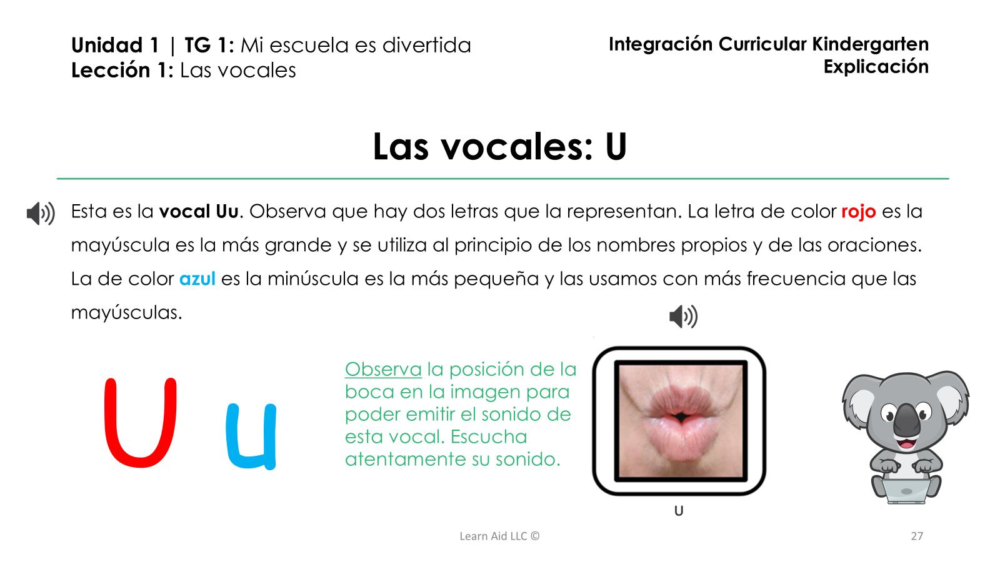 Unidad 1 | TG 1: Mi escuela es divertida
Lección 1: Las vocales
Integración Curricular Kindergarten
Explicación
Las vocales: U
Esta es la vocal Uu. Observa que hay dos letras que la representan. La letra de color rojo es la
mayúscula es la más grande y se utiliza al principio de los nombres propios y de las oraciones.
La de color azul es la minúscula es la más pequeña y las usamos con más frecuencia que las
mayúsculas.
U u
Observa la posición de la
boca en la imagen para
poder emitir el sonido de
esta vocal. Escucha
atentamente su sonido.
U
Learn Aid LLC ©
27